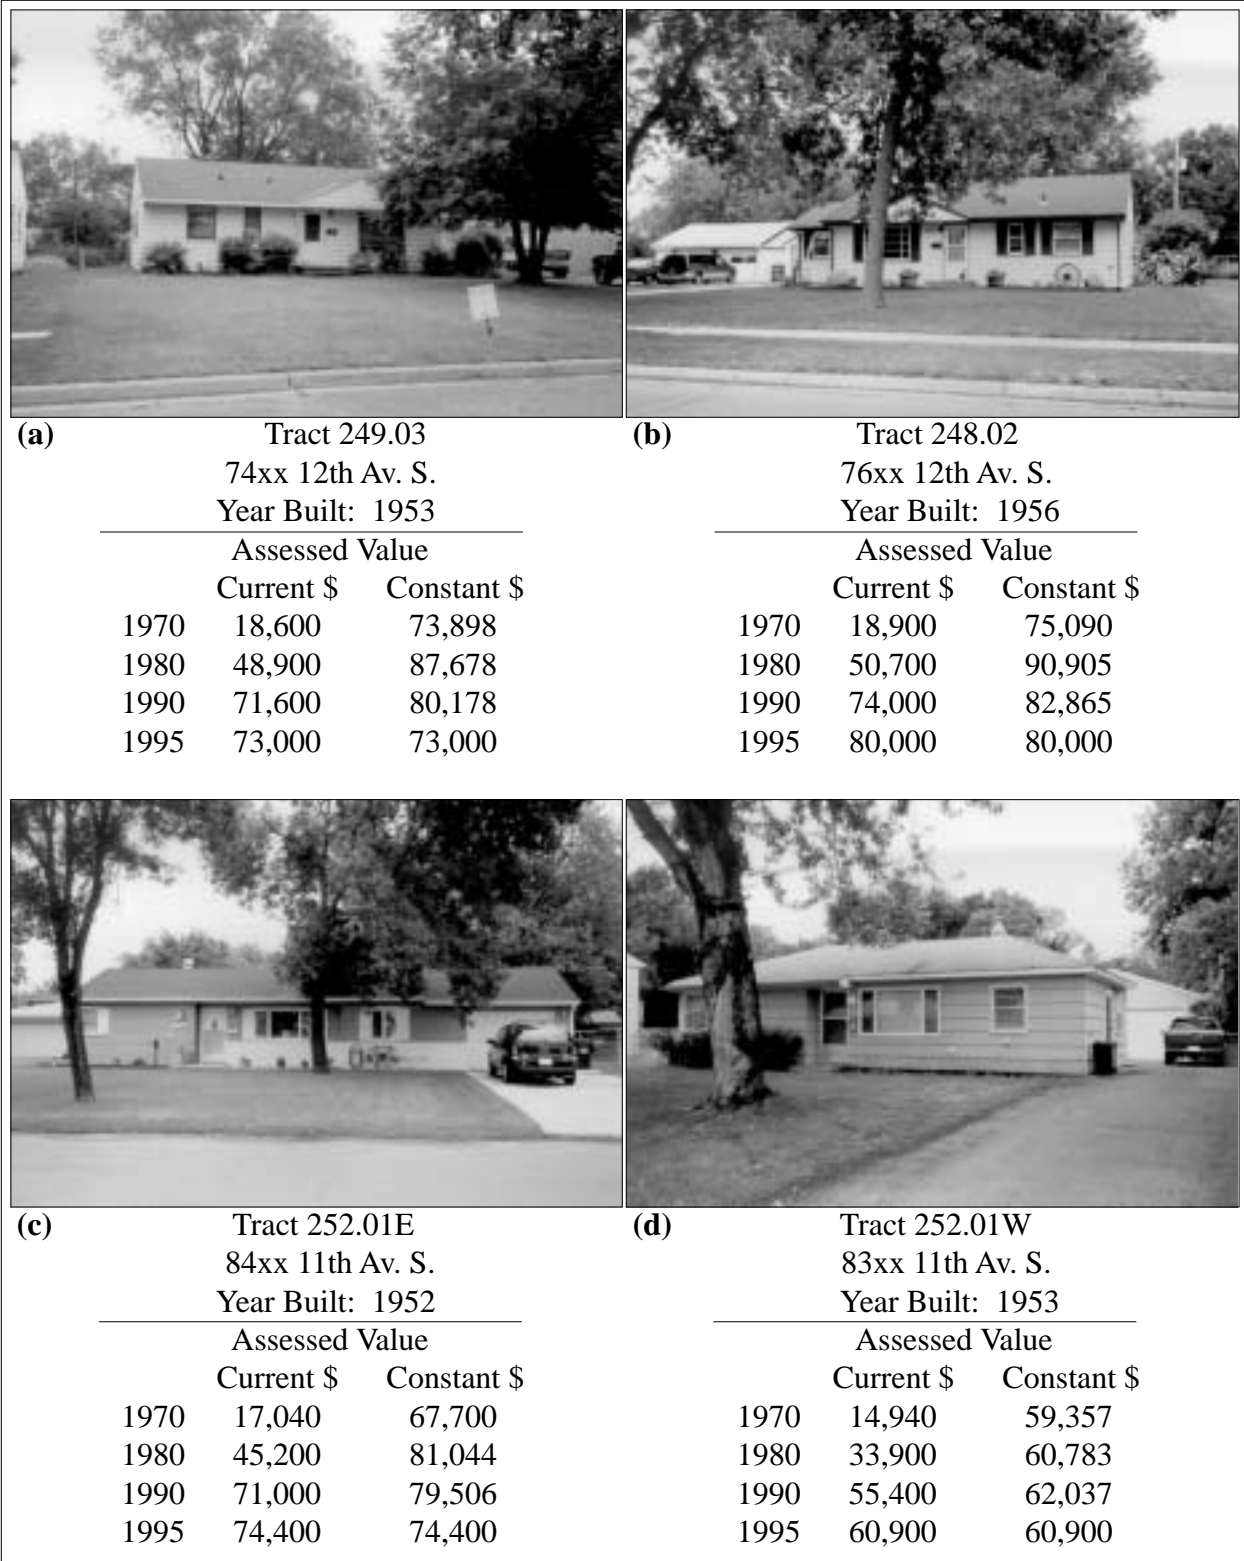 (a) Tract 249.03
74xx 12th Av. S.
Year Built: 1953
Assessed Value
Current $ Constant $
1970 18,600 73,898
1980 48,900 87,678
1990 71,600 80,178
1995 73,000 73,000
(b) Tract 248.02
76xx 12th Av. S.
Year Built: 1956
Assessed Value
Current $ Constant $
1970 18,900 75,090
1980 50,700 90,905
1990 74,000 82,865
1995 80,000 80,000
(c) Tract 252.01E
84xx 11th Av. S.
Year Built: 1952
Assessed Value
Current $ Constant $
1970 17,040 67,700
1980 45,200 81,044
1990 71,000 79,506
1995 74,400 74,400
(d) Tract 252.01W
83xx 11th Av. S.
Year Built: 1953
Assessed Value
Current $ Constant $
1970 14,940 59,357
1980 33,900 60,783
1990 55,400 62,037
1995 60,900 60,900